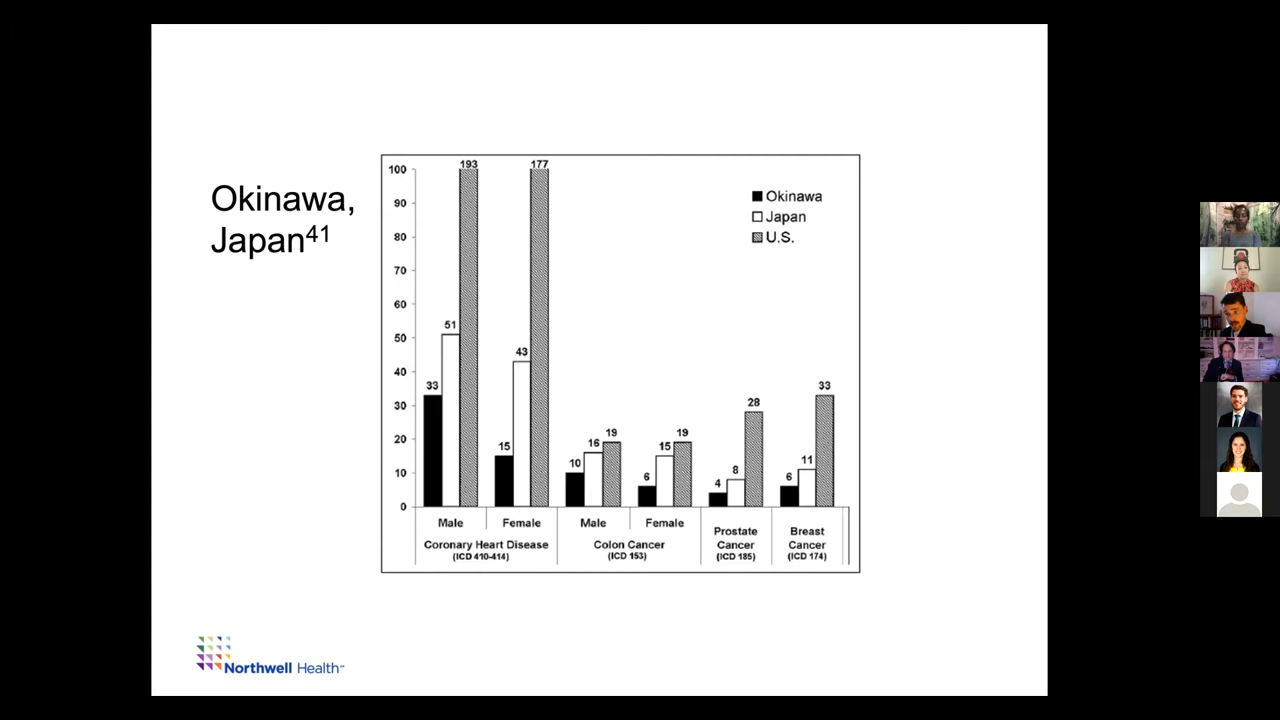 Okinawa,
Japan41
193 177
100
90
80
70
60
50
40
30
20
10
0
Okinawa
Japan
U.S.
33 51
15 43
10 16 19
6 15 19
4 8 28
6 11 33
Male Female Male Female
Coronary Heart Disease
(ICD 410-414)
Colon Cancer
(ICD 153)
Prostate
Cancer
(ICD 185)
Breast
Cancer
(ICD 174)
Northwell Health